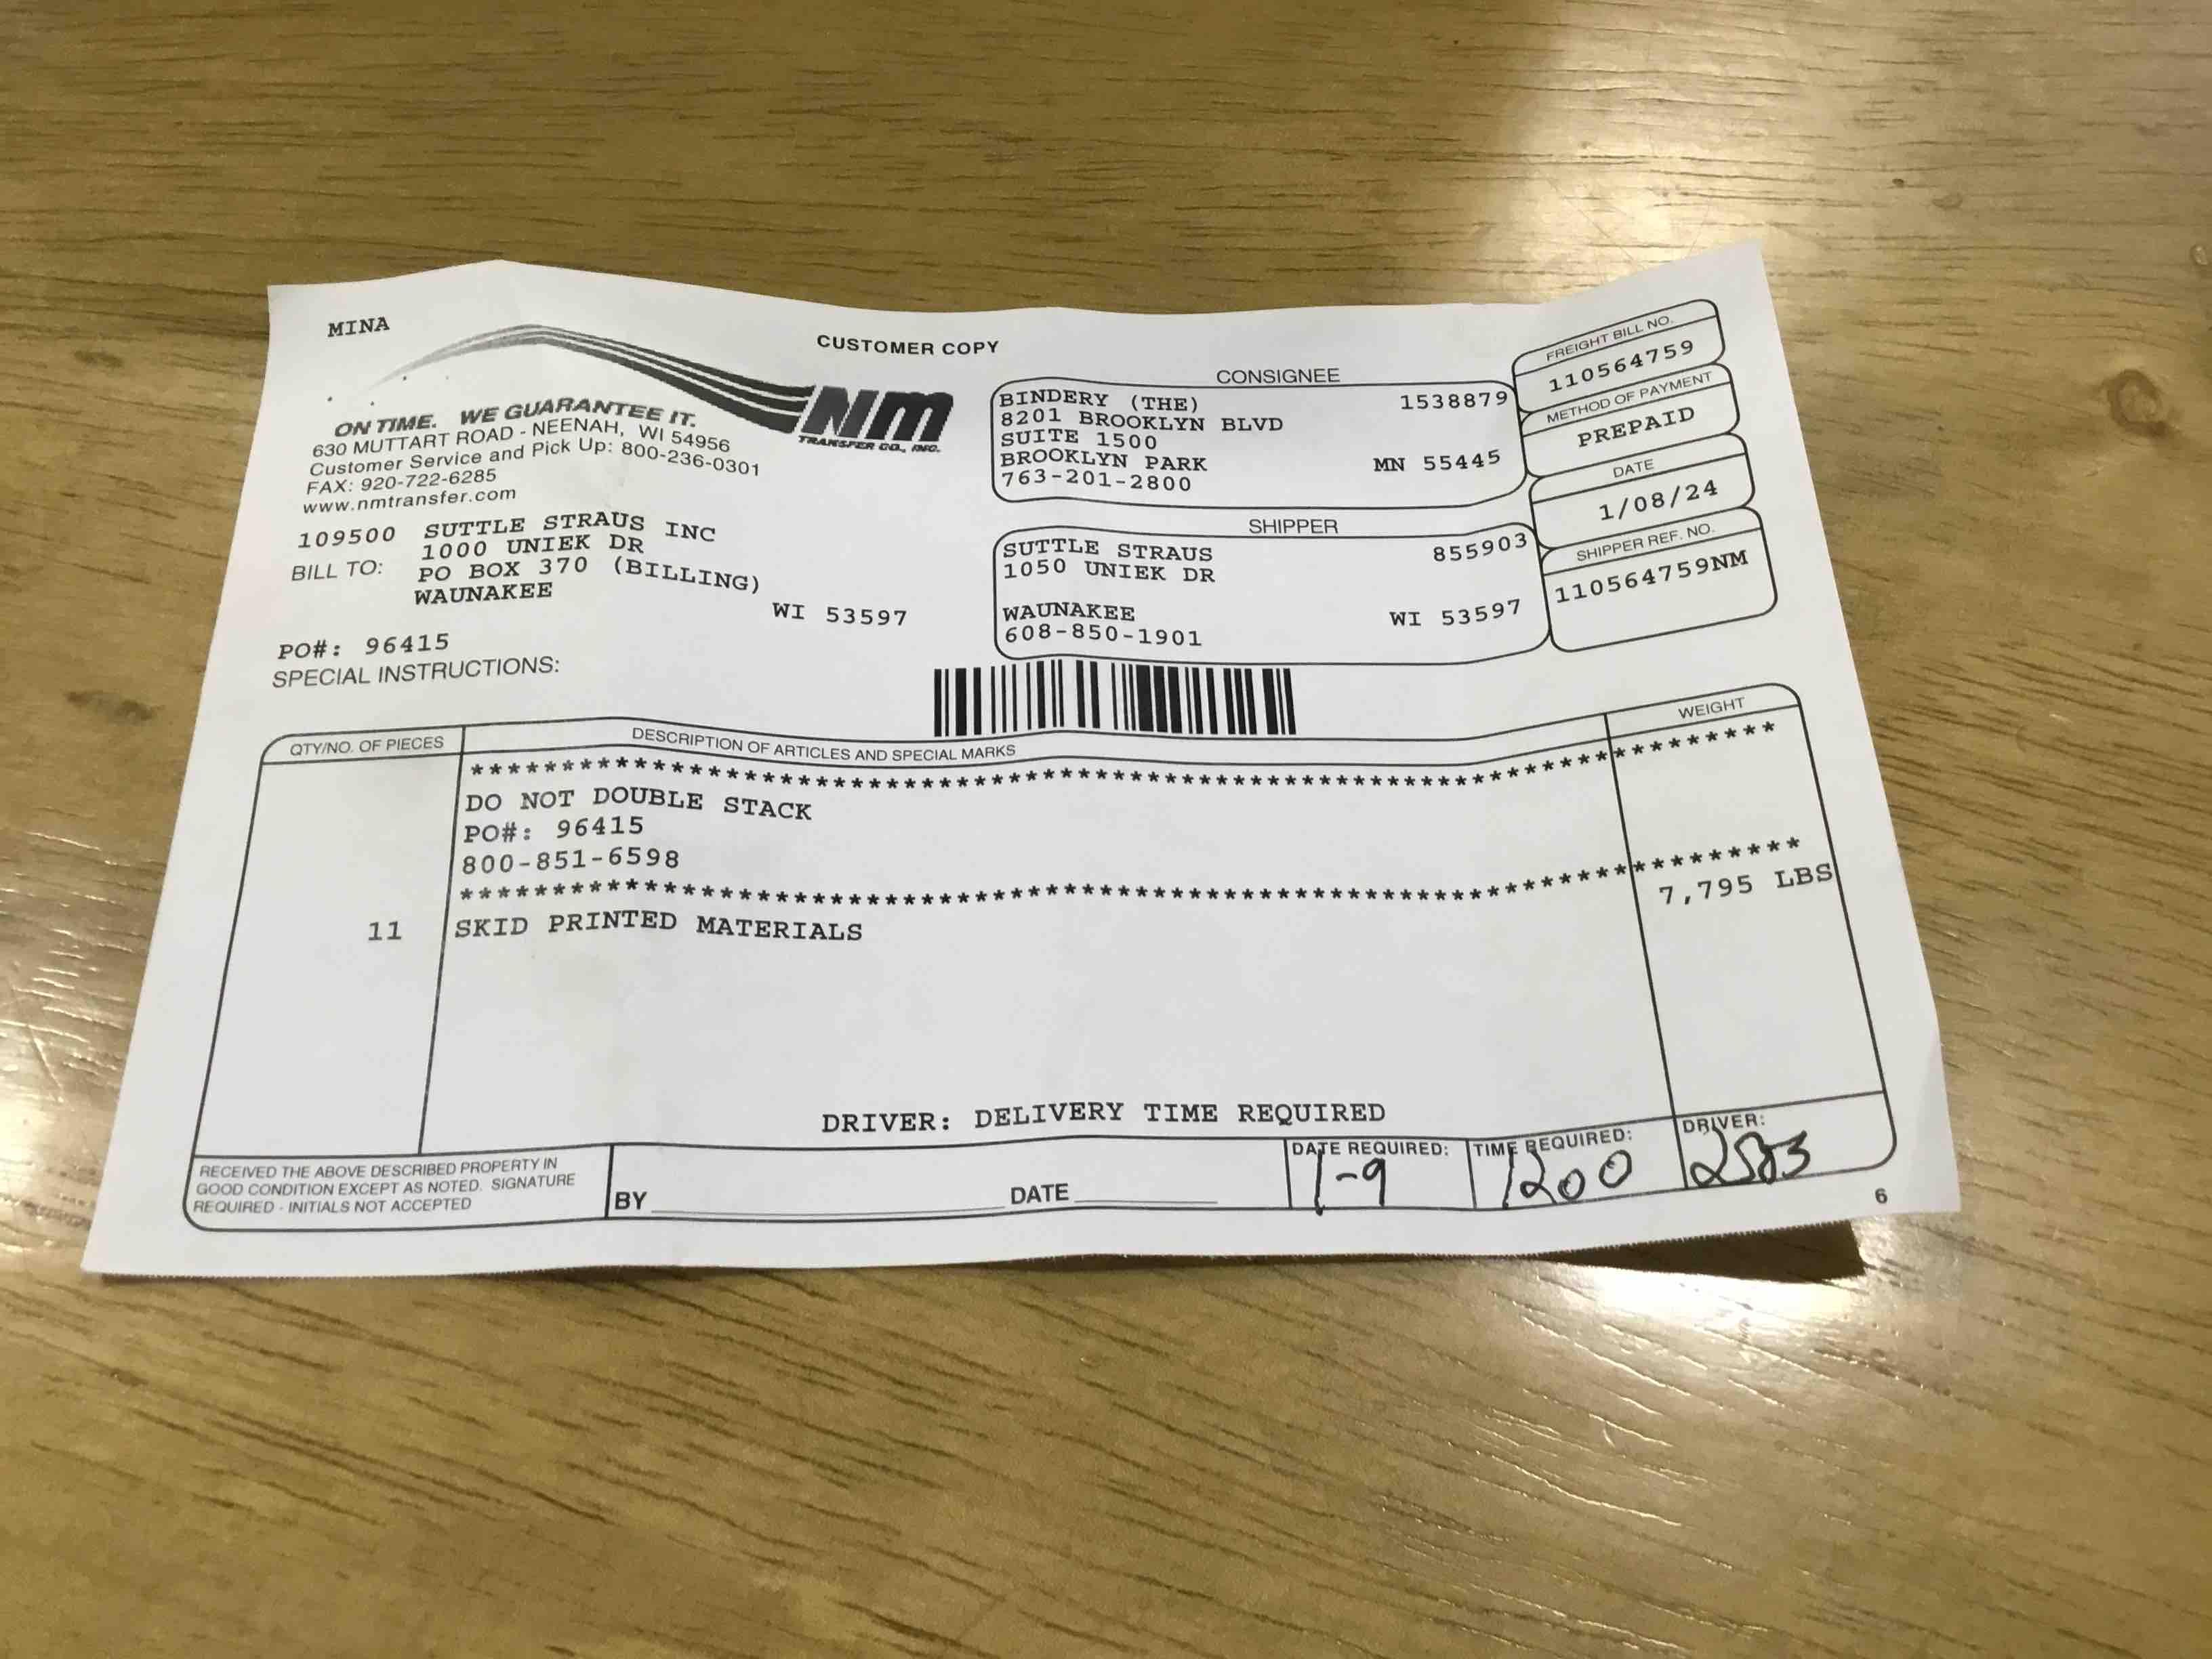 MINA
CUSTOMER COPY
NM
TRANSFER CO., INC.
ON TIME. WE GUARANTEE IT.
630 MUTTART ROAD - NEENAH, WI 54956
Customer Service and Pick Up: 800-236-0301
FAX: 920-722-6285
www.nmtransfer.com
109500 SUTTLE STRAUS INC
1000 UNIEK DR
BILL TO: PO BOX 370 (BILLING)
WAUNAKEE
WI 53597
PO#: 96415
SPECIAL INSTRUCTIONS:
CONSIGNEE
BINDERY (THE) 1538879
8201 BROOKLYN BLVD
SUITE 1500
BROOKLYN PARK MN 55445
763-201-2800
SHIPPER
SUTTLE STRAUS 855903
1050 UNIEK DR
WAUNAKEE WI 53597
608-850-1901
FREIGHT BILL NO.
110564759
METHOD OF PAYMENT
PREPAID
DATE
1/08/24
SHIPPER REF. NO.
110564759NM
QTY/NO. OF PIECES DESCRIPTION OF ARTICLES AND SPECIAL MARKS WEIGHT
DO NOT DOUBLE STACK
PO#: 96415
800-851-6598
11 SKID PRINTED MATERIALS 7,795 LBS
DRIVER: DELIVERY TIME REQUIRED
RECEIVED THE ABOVE DESCRIBED PROPERTY IN
GOOD CONDITION EXCEPT AS NOTED. SIGNATURE
REQUIRED - INITIALS NOT ACCEPTED
BY DATE
DATE REQUIRED: TIME REQUIRED: DRIVER:
1-9 1200
6